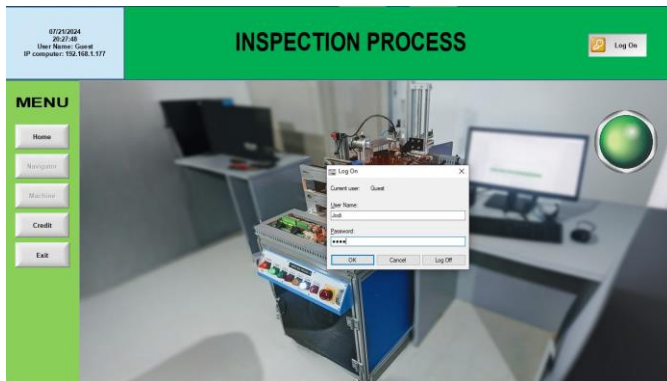 07/21/2024
20:27:48
User Name: Guest
IP computer: 192.168.1.177
INSPECTION PROCESS
Log On
MENU
Home
Navigator
Machine
Credit
Exit
Log On
Current user: Guest
User Name:
Password:
OK Cancel Log Off